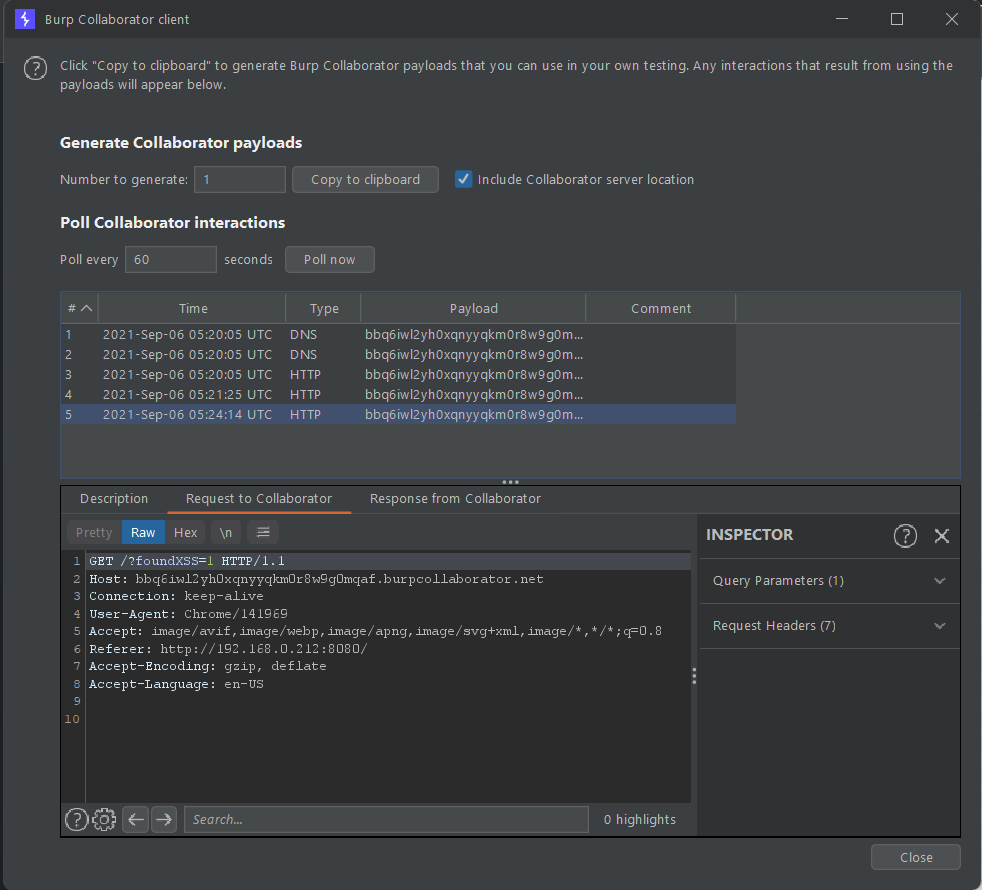 Burp Collaborator client
Click "Copy to clipboard" to generate Burp Collaborator payloads that you can use in your own testing. Any interactions that result from using the
payloads will appear below.
Generate Collaborator payloads
Number to generate: 1 Copy to clipboard Include Collaborator server location
Poll Collaborator interactions
Poll every 60 seconds Poll now
# Time Type Payload Comment
1 2021-Sep-06 05:20:05 UTC DNS bbq6iwl2yh0xqnyyqkm0r8w9g0m...
2 2021-Sep-06 05:20:05 UTC DNS bbq6iwl2yh0xqnyyqkm0r8w9g0m...
3 2021-Sep-06 05:20:05 UTC HTTP bbq6iwl2yh0xqnyyqkm0r8w9g0m...
4 2021-Sep-06 05:21:25 UTC HTTP bbq6iwl2yh0xqnyyqkm0r8w9g0m...
5 2021-Sep-06 05:24:14 UTC HTTP bbq6iwl2yh0xqnyyqkm0r8w9g0m...
Description Request to Collaborator Response from Collaborator
Pretty Raw Hex \n
INSPECTOR ?
1 GET /?foundXSS=1 HTTP/1.1
2 Host: bbq6iwl2yh0xqnyyqkm0r8w9g0mqaf.burpcollaborator.net
3 Connection: keep-alive
4 User-Agent: Chrome/141969
5 Accept: image/avif,image/webp,image/apng,image/svg+xml,image/*,*/*;q=0.8
6 Referer: http://192.168.0.212:8080/
7 Accept-Encoding: gzip, deflate
8 Accept-Language: en-US
9
10
Query Parameters (1)
Request Headers (7)
? Search... 0 highlights
Close